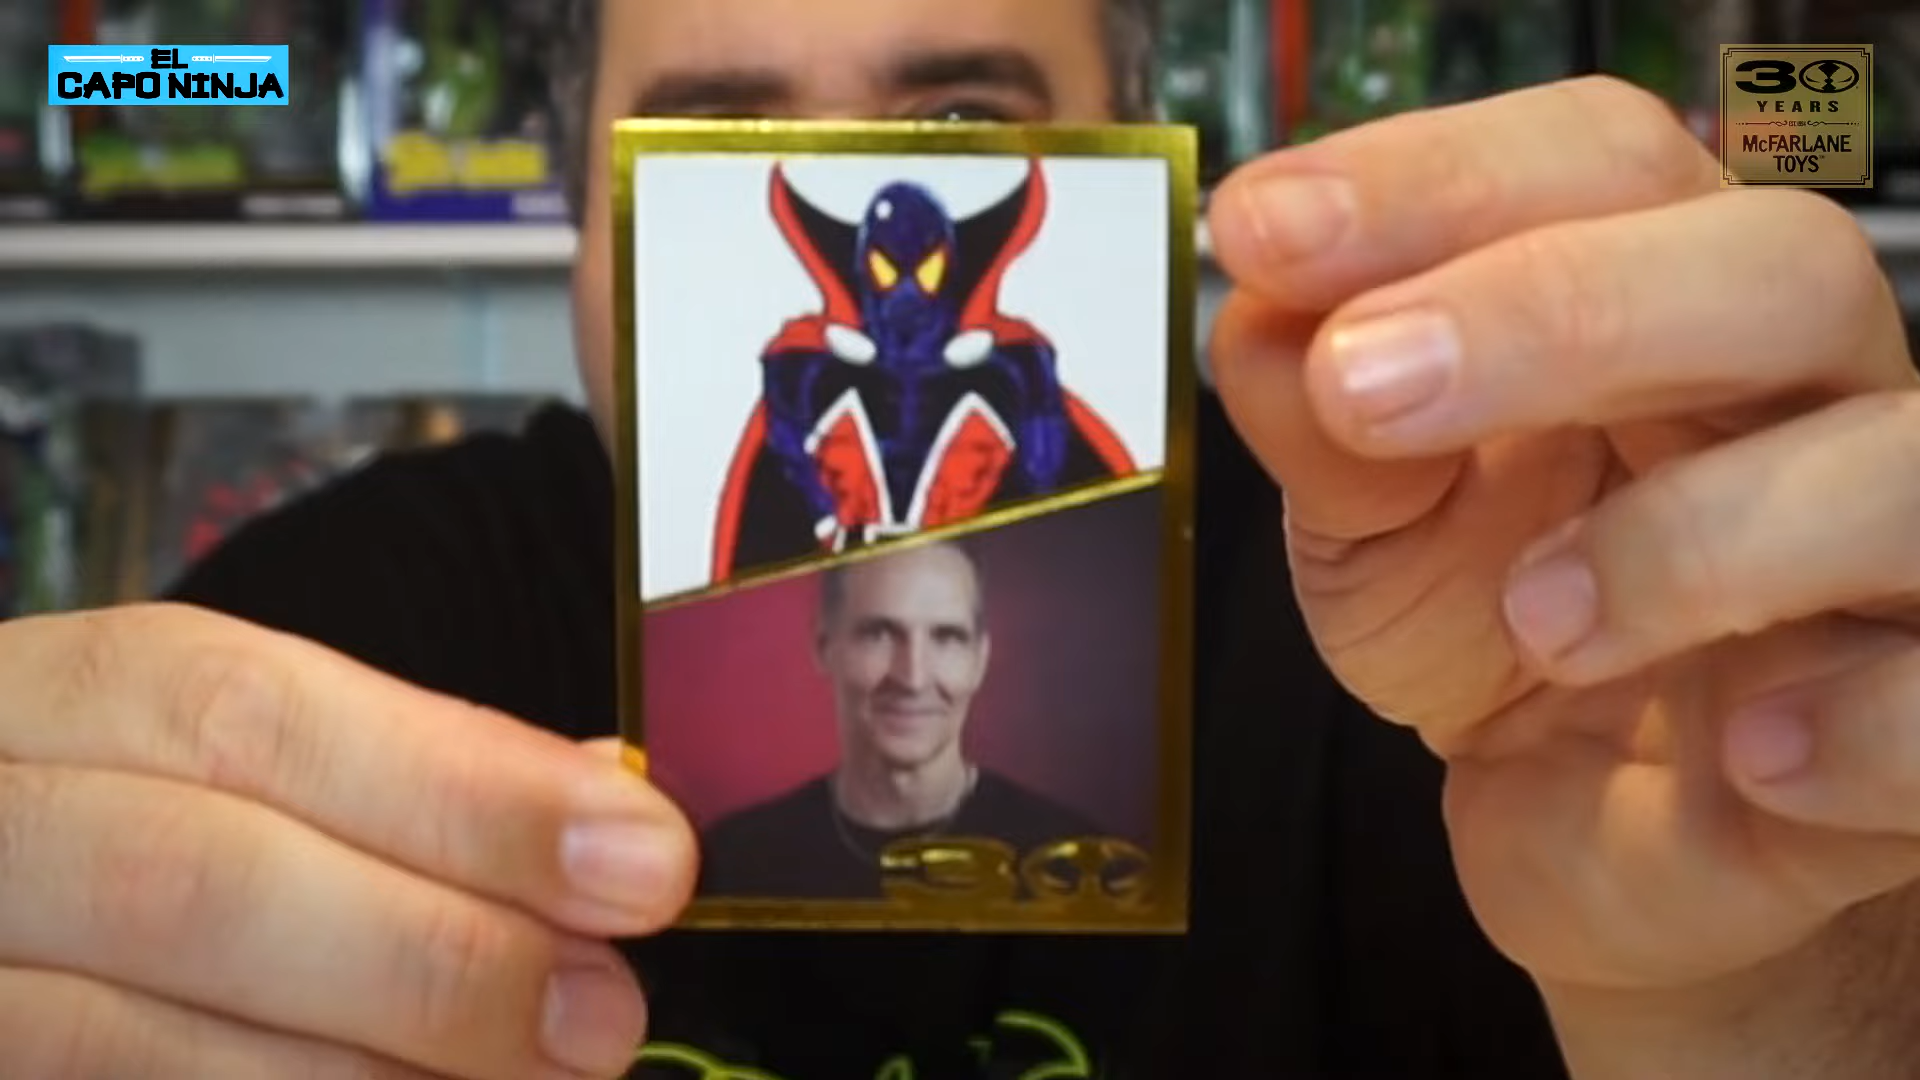 EL
CAPO NINJA
30
YEARS
McFARLANE
TOYS
30